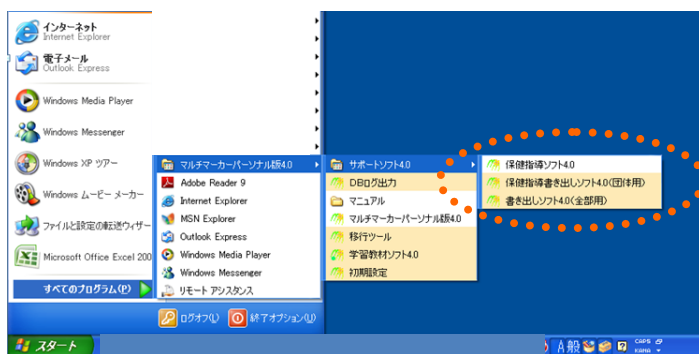 インターネット
Internet Explorer
電子メール
Outlook Express
Windows Media Player
Windows Messenger
Windows XP ツアー
Windows ムービー メーカー
ファイルと設定の転送ウィザー
Microsoft Office Excel 200
すべてのプログラム(P)
マルチマーカーパーソナル版4.0
Adobe Reader 9
Internet Explorer
MSN Explorer
Outlook Express
Windows Media Player
Windows Messenger
リモート アシスタンス
サポートソフト4.0
DBログ出力
マニュアル
マルチマーカーパーソナル版4.0
移行ツール
学習教材ソフト4.0
初期設定
保健指導ソフト4.0
保健指導書き出しソフト4.0(団体用)
書き出しソフト4.0(全部用)
ログオフ(L)
終了オプション(U)
スタート
A 般
CAPS
KANA